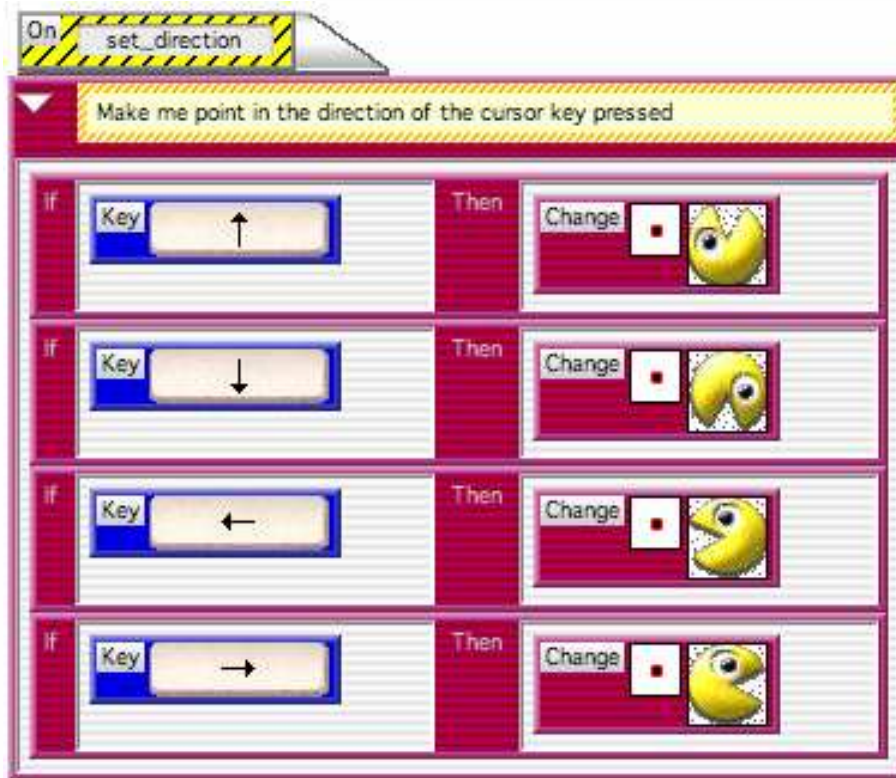 On set_direction
Make me point in the direction of the cursor key pressed
If Key ↑ Then Change
If Key ↓ Then Change
If Key ← Then Change
If Key → Then Change